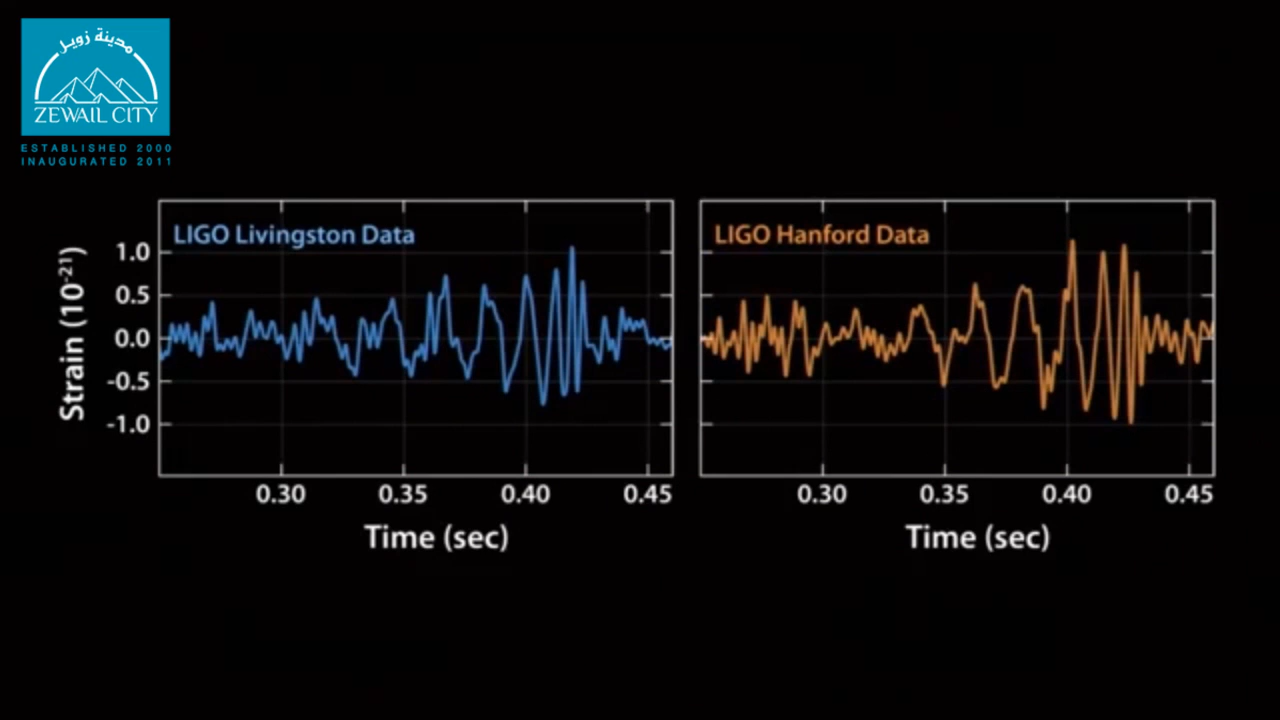 مدينة زويل
ZEWAIL CITY
ESTABLISHED 2000
INAUGURATED 2011
LIGO Livingston Data
LIGO Hanford Data
Strain (10⁻²¹)
1.0
0.5
0.0
-0.5
-1.0
0.30 0.35 0.40 0.45
0.30 0.35 0.40 0.45
Time (sec)
Time (sec)